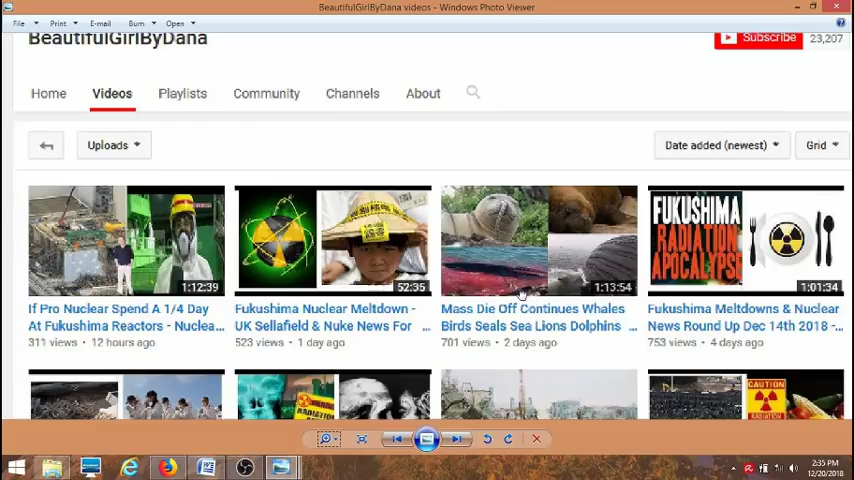 BeautifulGirlByDana videos - Windows Photo Viewer
File Print E-mail Burn Open
BeautifulGirlByDana
Subscribe 23,207
Home Videos Playlists Community Channels About
Uploads Date added (newest) Grid
FUKUSHIMA
RADIATION
APOCALYPSE
1:12:39 52:35 1:13:54 1:01:34
If Pro Nuclear Spend A 1/4 Day Fukushima Nuclear Meltdown - Mass Die Off Continues Whales Fukushima Meltdowns & Nuclear
At Fukushima Reactors - Nuclea... UK Sellafield & Nuke News For ... Birds Seals Sea Lions Dolphins ... News Round Up Dec 14th 2018 -...
311 views • 12 hours ago 523 views • 1 day ago 701 views • 2 days ago 753 views • 4 days ago
CAUTION
RADIATION
2:35 PM
12/20/2018